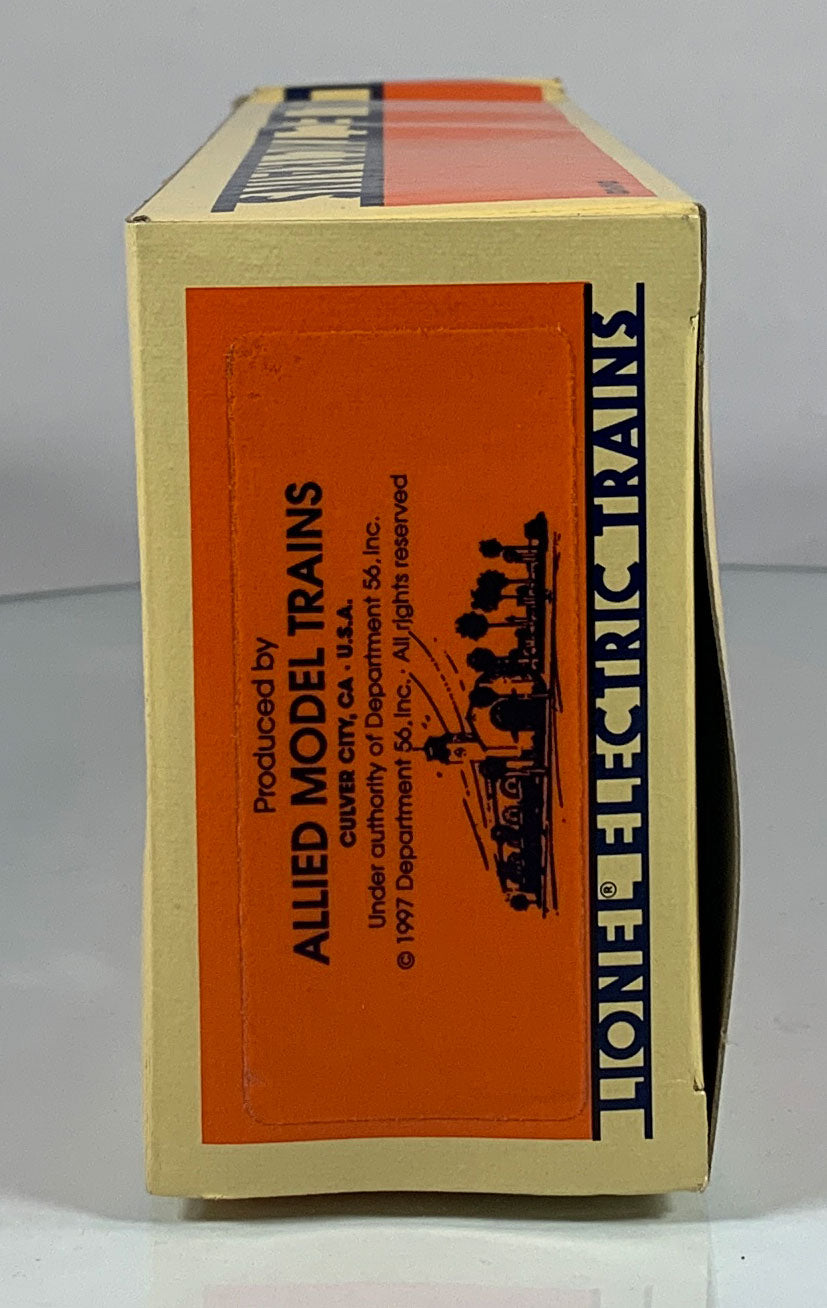 Produced by
ALLIED MODEL TRAINS
CULVER CITY, CA · U.S.A.
Under authority of Department 56, Inc.
© 1997 Department 56, Inc. · All rights reserved
LIONEL® ELECTRIC TRAINS